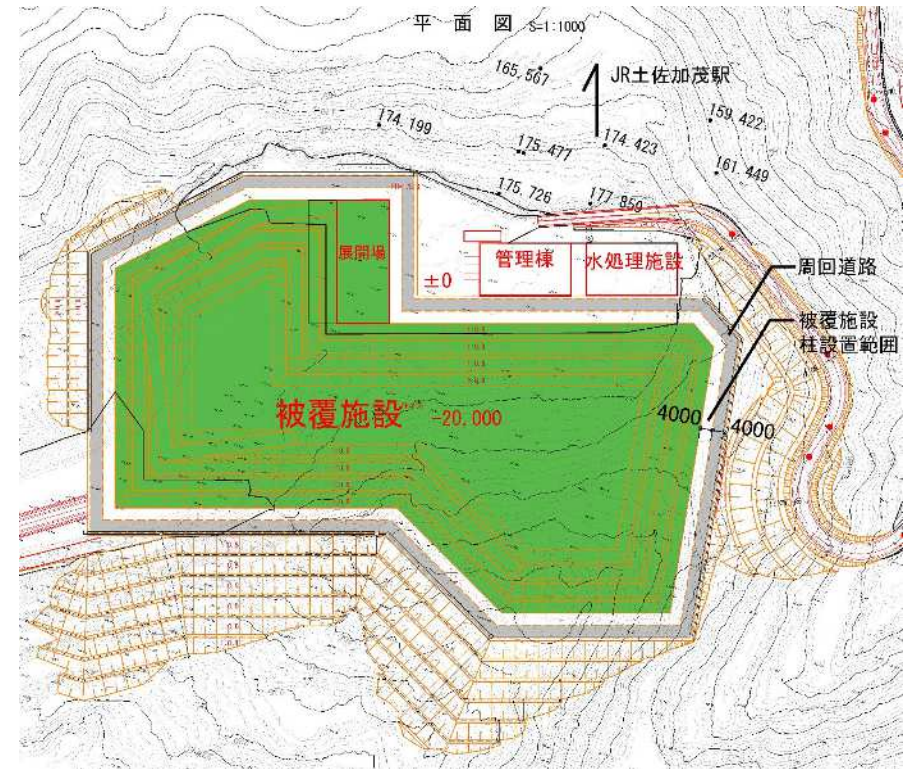 平面図 S=1:1000
165.567
JR土佐加茂駅
174.199
159.422
175.477
174.423
161.449
175.726
177.859
展開場
管理棟
水処理施設
±0
周回道路
被覆施設
柱設置範囲
被覆施設 -20,000
4000
4000